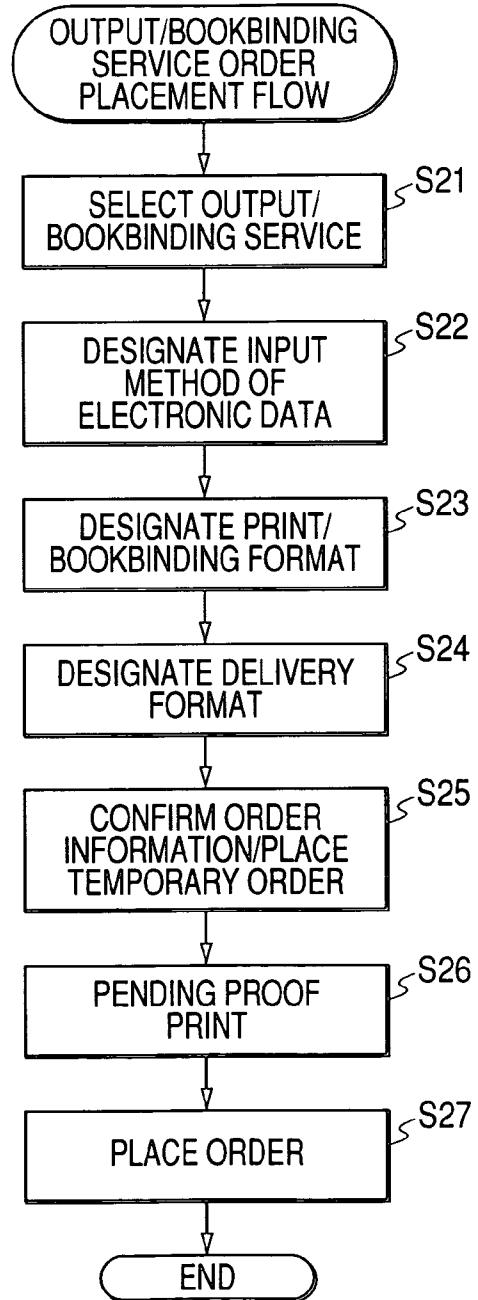 OUTPUT/BOOKBINDING
SERVICE ORDER
PLACEMENT FLOW
S21
SELECT OUTPUT/
BOOKBINDING SERVICE
S22
DESIGNATE INPUT
METHOD OF
ELECTRONIC DATA
S23
DESIGNATE PRINT/
BOOKBINDING FORMAT
S24
DESIGNATE DELIVERY
FORMAT
S25
CONFIRM ORDER
INFORMATION/PLACE
TEMPORARY ORDER
S26
PENDING PROOF
PRINT
S27
PLACE ORDER
END